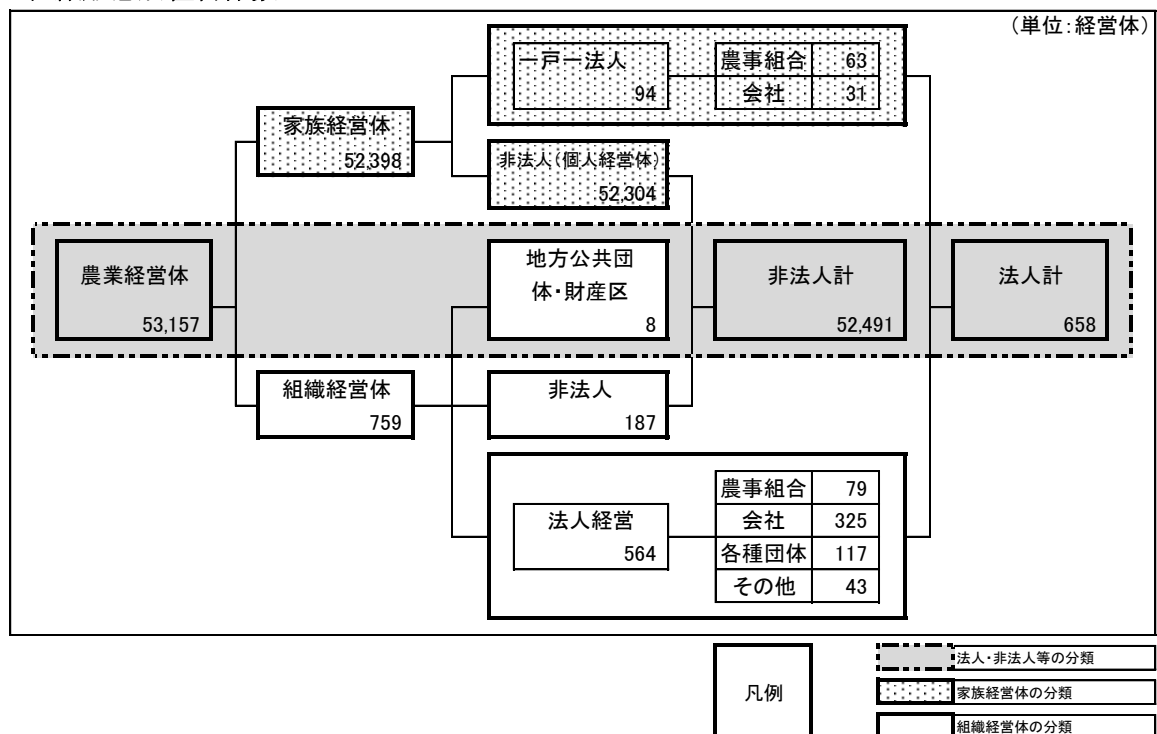 （単位：経営体）
一戸一法人
94
農事組合 63
会社 31
家族経営体
52,398
非法人（個人経営体）
52,304
農業経営体
53,157
地方公共団
体・財産区
8
非法人計
52,491
法人計
658
組織経営体
759
非法人
187
法人経営
564
農事組合 79
会社 325
各種団体 117
その他 43
凡例
法人・非法人等の分類
家族経営体の分類
組織経営体の分類